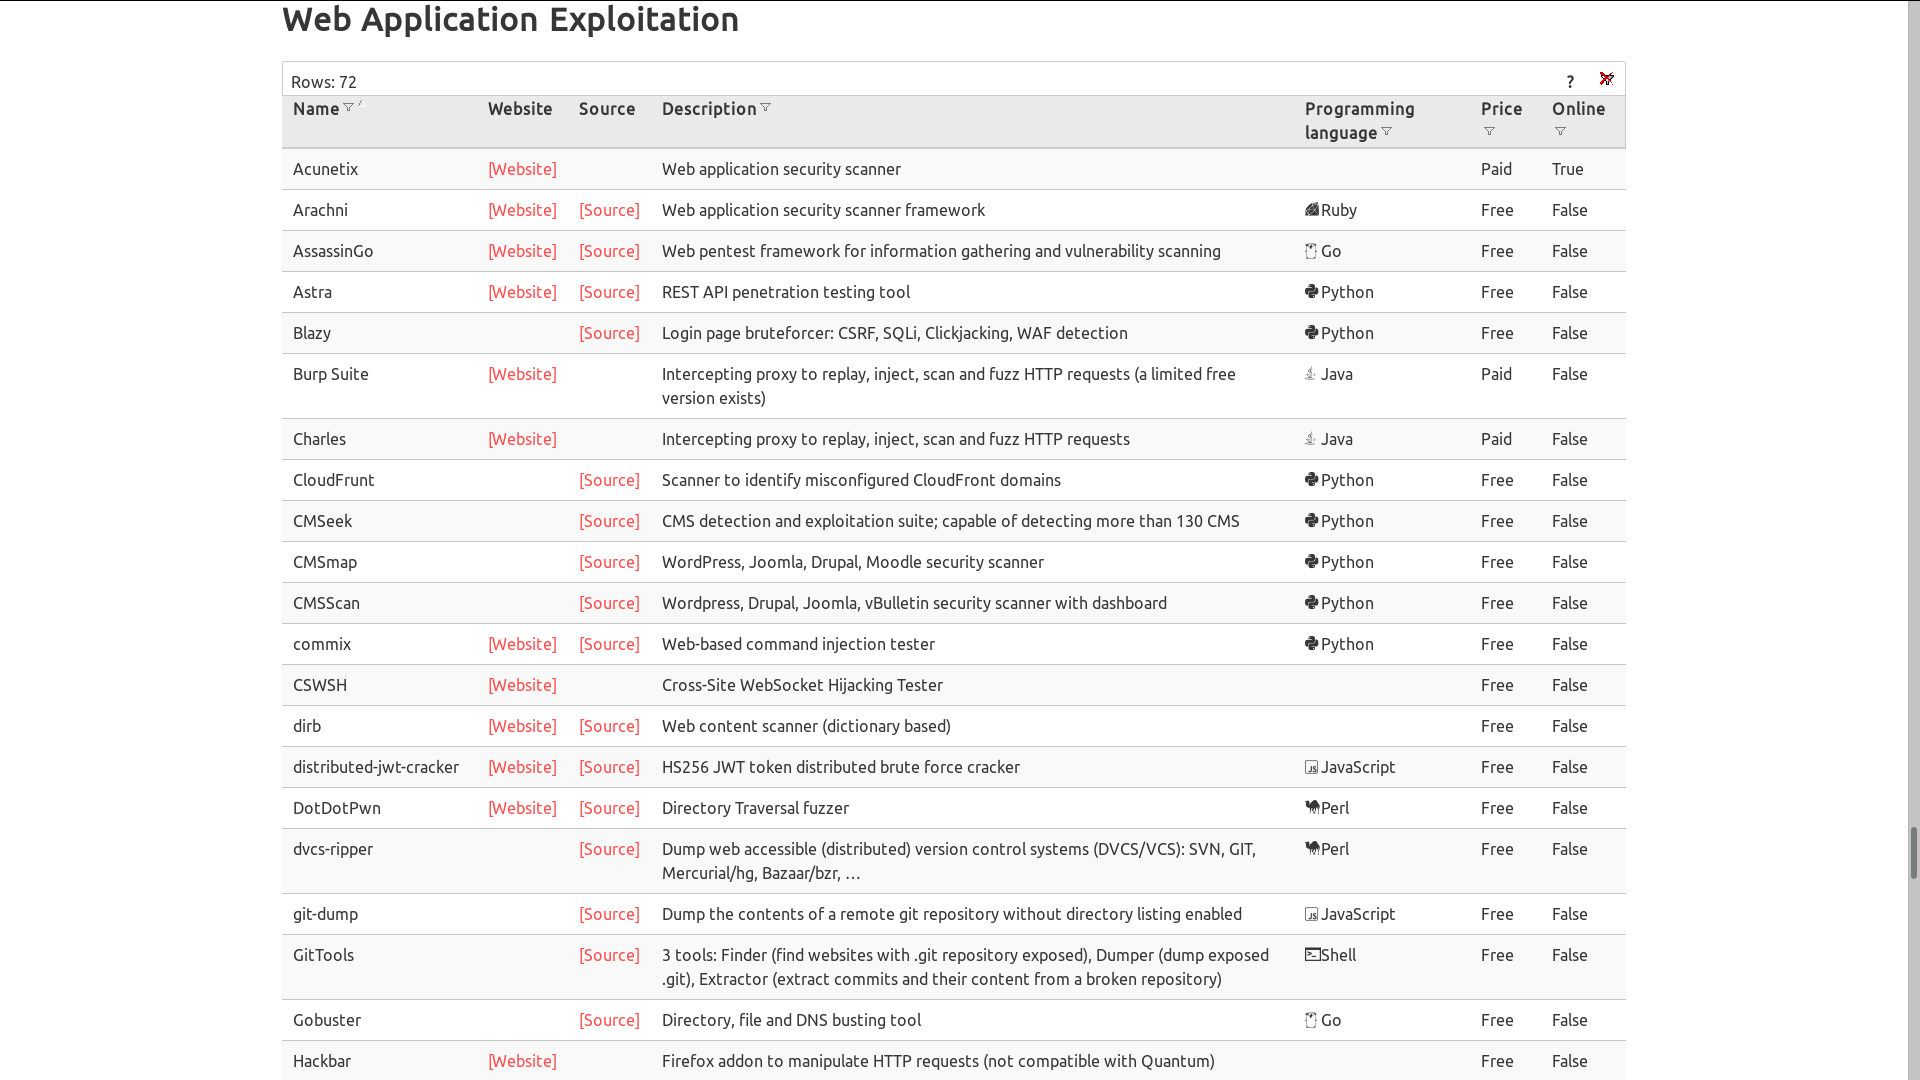 Web Application Exploitation
Rows: 72 ?
Name Website Source Description Programming language Price Online
Acunetix [Website] Web application security scanner Paid True
Arachni [Website] [Source] Web application security scanner framework Ruby Free False
AssassinGo [Website] [Source] Web pentest framework for information gathering and vulnerability scanning Go Free False
Astra [Website] [Source] REST API penetration testing tool Python Free False
Blazy [Source] Login page bruteforcer: CSRF, SQLi, Clickjacking, WAF detection Python Free False
Burp Suite [Website] Intercepting proxy to replay, inject, scan and fuzz HTTP requests (a limited free Java Paid False
version exists)
Charles [Website] Intercepting proxy to replay, inject, scan and fuzz HTTP requests Java Paid False
CloudFrunt [Source] Scanner to identify misconfigured CloudFront domains Python Free False
CMSeek [Source] CMS detection and exploitation suite; capable of detecting more than 130 CMS Python Free False
CMSmap [Source] WordPress, Joomla, Drupal, Moodle security scanner Python Free False
CMSScan [Source] Wordpress, Drupal, Joomla, vBulletin security scanner with dashboard Python Free False
commix [Website] [Source] Web-based command injection tester Python Free False
CSWSH [Website] Cross-Site WebSocket Hijacking Tester Free False
dirb [Website] [Source] Web content scanner (dictionary based) Free False
distributed-jwt-cracker [Website] [Source] HS256 JWT token distributed brute force cracker JavaScript Free False
DotDotPwn [Website] [Source] Directory Traversal fuzzer Perl Free False
dvcs-ripper [Source] Dump web accessible (distributed) version control systems (DVCS/VCS): SVN, GIT, Perl Free False
Mercurial/hg, Bazaar/bzr, …
git-dump [Source] Dump the contents of a remote git repository without directory listing enabled JavaScript Free False
GitTools [Source] 3 tools: Finder (find websites with .git repository exposed), Dumper (dump exposed Shell Free False
.git), Extractor (extract commits and their content from a broken repository)
Gobuster [Source] Directory, file and DNS busting tool Go Free False
Hackbar [Website] Firefox addon to manipulate HTTP requests (not compatible with Quantum) Free False